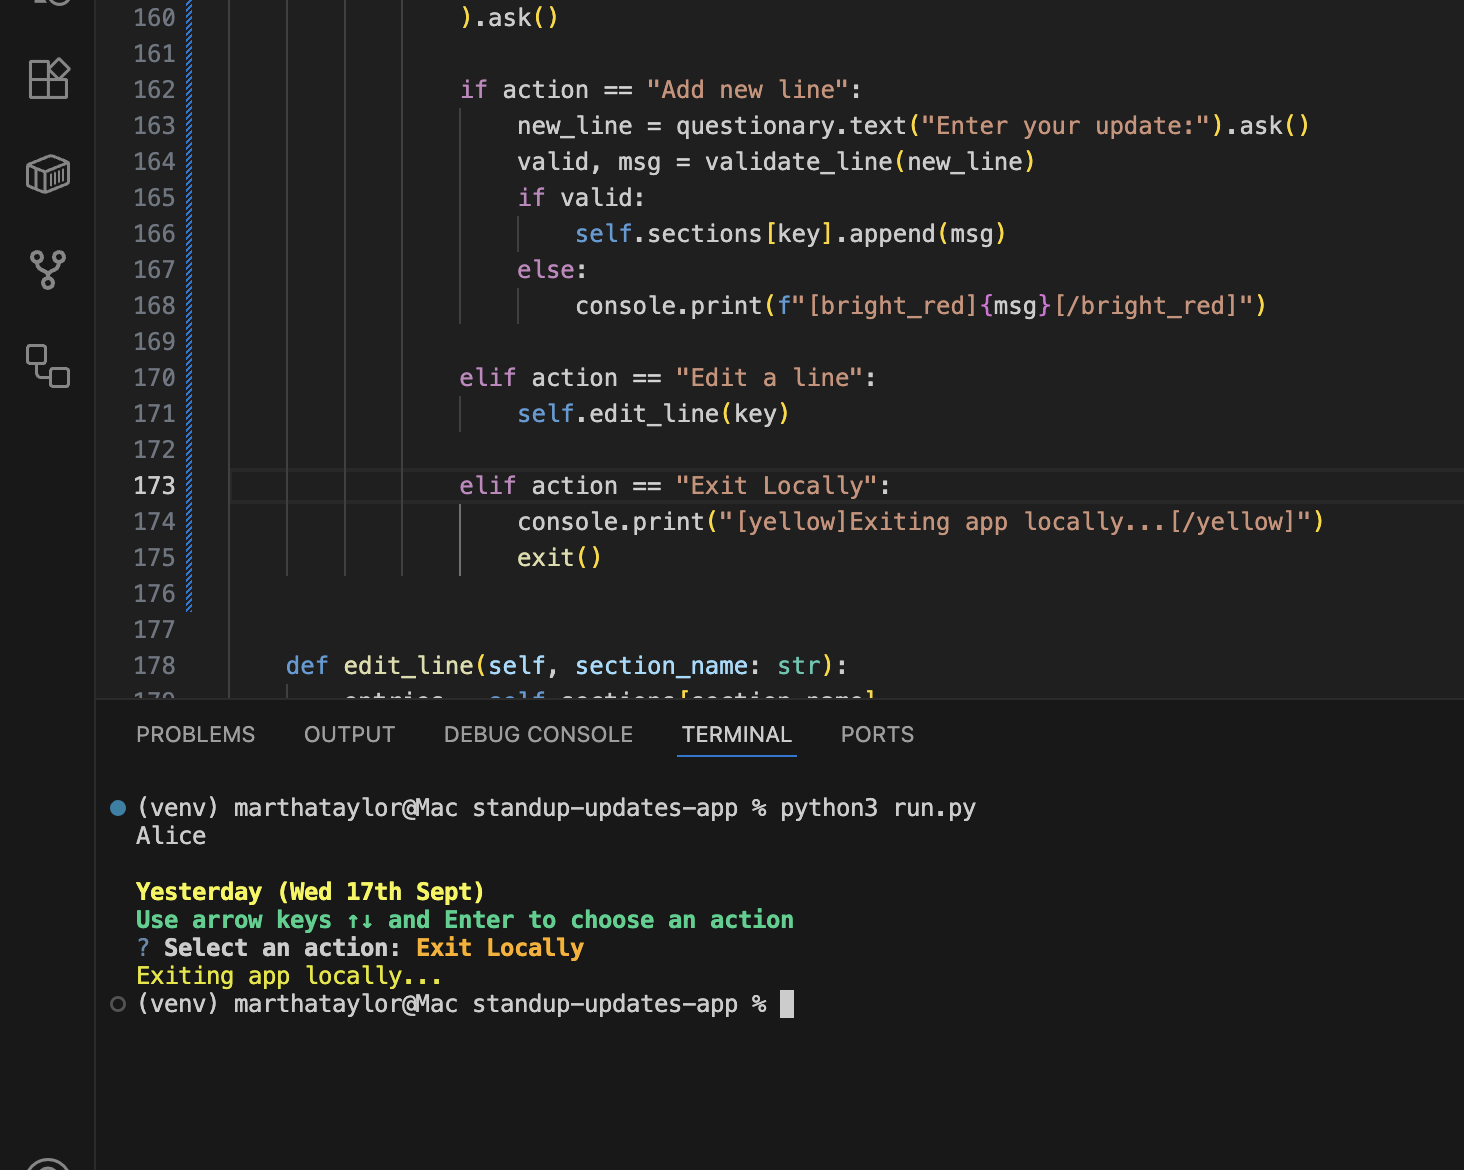 160 ).ask()
161
162 if action == "Add new line":
163 new_line = questionary.text("Enter your update:").ask()
164 valid, msg = validate_line(new_line)
165 if valid:
166 self.sections[key].append(msg)
167 else:
168 console.print(f"[bright_red]{msg}[/bright_red]")
169
170 elif action == "Edit a line":
171 self.edit_line(key)
172
173 elif action == "Exit Locally":
174 console.print("[yellow]Exiting app locally...[/yellow]")
175 exit()
176
177
178 def edit_line(self, section_name: str):
179 entries = self.sections[section_name]
PROBLEMS OUTPUT DEBUG CONSOLE TERMINAL PORTS
(venv) marthataylor@Mac standup-updates-app % python3 run.py
Alice
Yesterday (Wed 17th Sept)
Use arrow keys ↑↓ and Enter to choose an action
? Select an action: Exit Locally
Exiting app locally...
(venv) marthataylor@Mac standup-updates-app %